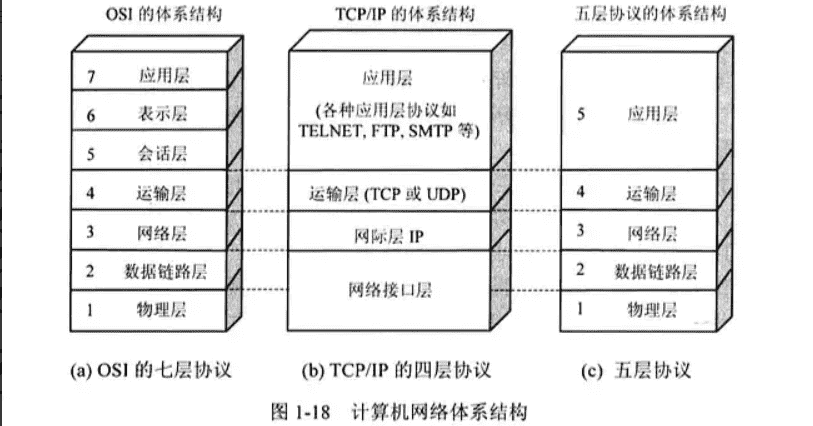 OSI 的体系结构
TCP/IP 的体系结构
五层协议的体系结构
7 应用层
6 表示层
5 会话层
4 运输层
3 网络层
2 数据链路层
1 物理层
应用层
(各种应用层协议如
TELNET, FTP, SMTP 等)
运输层 (TCP 或 UDP)
网际层 IP
网络接口层
5 应用层
4 运输层
3 网络层
2 数据链路层
1 物理层
(a) OSI 的七层协议
(b) TCP/IP 的四层协议
(c) 五层协议
图 1-18 计算机网络体系结构